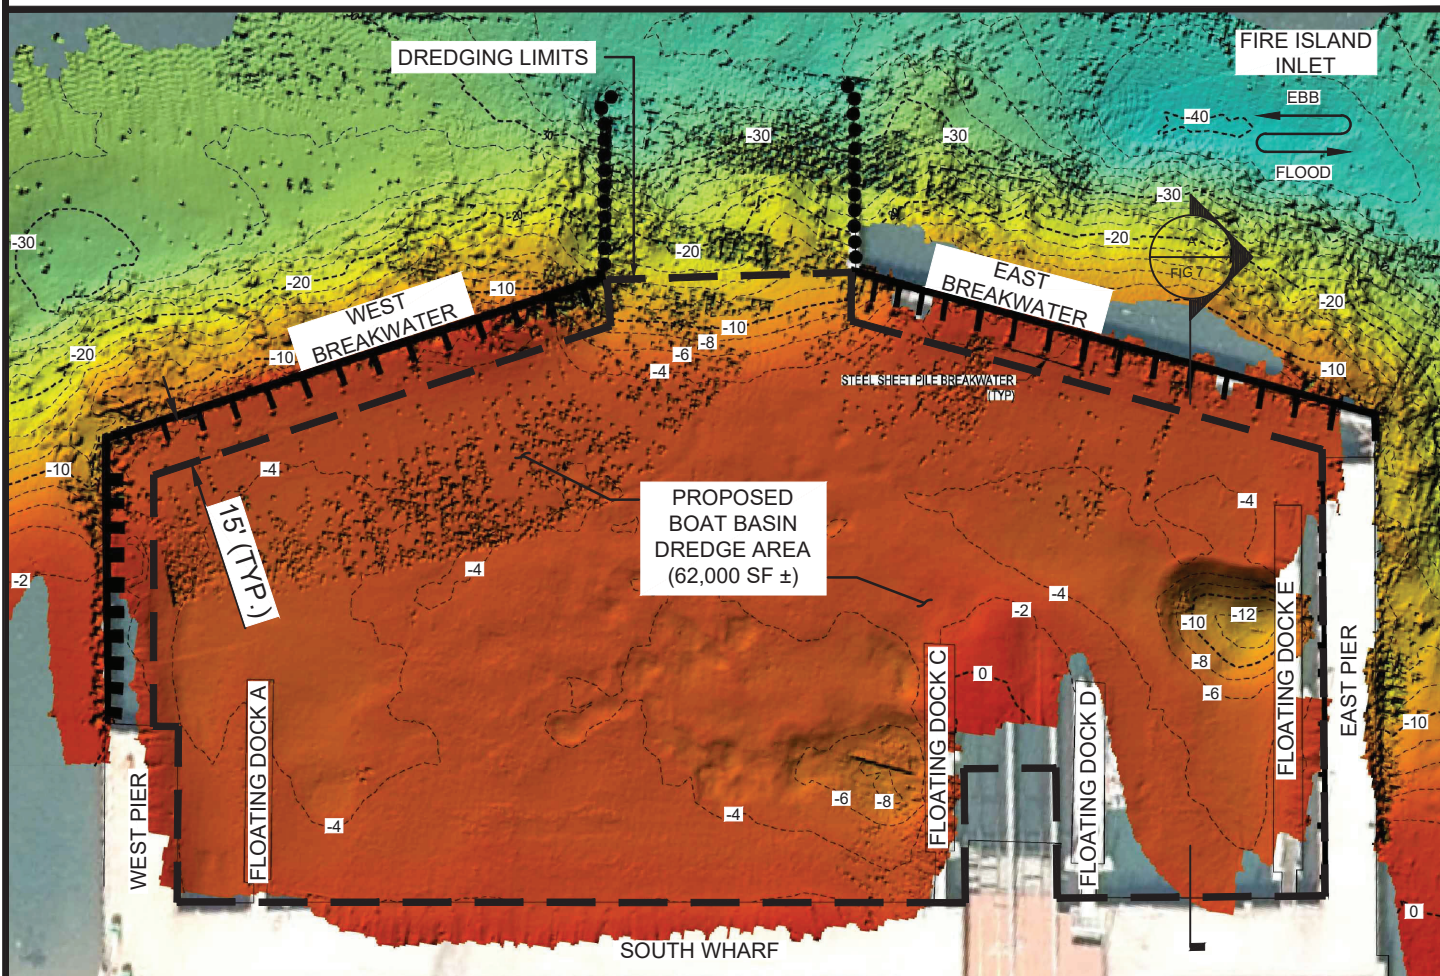 DREDGING LIMITS
FIRE ISLAND
INLET
EBB
-40
FLOOD
-30
-30
-30
-20
-30
-20
-20
-20
-20
WEST
BREAKWATER
-10
-10
EAST
BREAKWATER
A
FIG 7
-20
-10
-8
-6
-4
-10
STEEL SHEET PILE BREAKWATER
(TYP)
-10
-4
15' (TYP.)
PROPOSED
BOAT BASIN
DREDGE AREA
(62,000 SF ±)
-4
-4
-2
-2
-4
-10
-12
-8
-6
0
FLOATING DOCK A
FLOATING DOCK C
FLOATING DOCK D
FLOATING DOCK E
EAST PIER
WEST PIER
-10
-4
-4
-6
-8
0
SOUTH WHARF